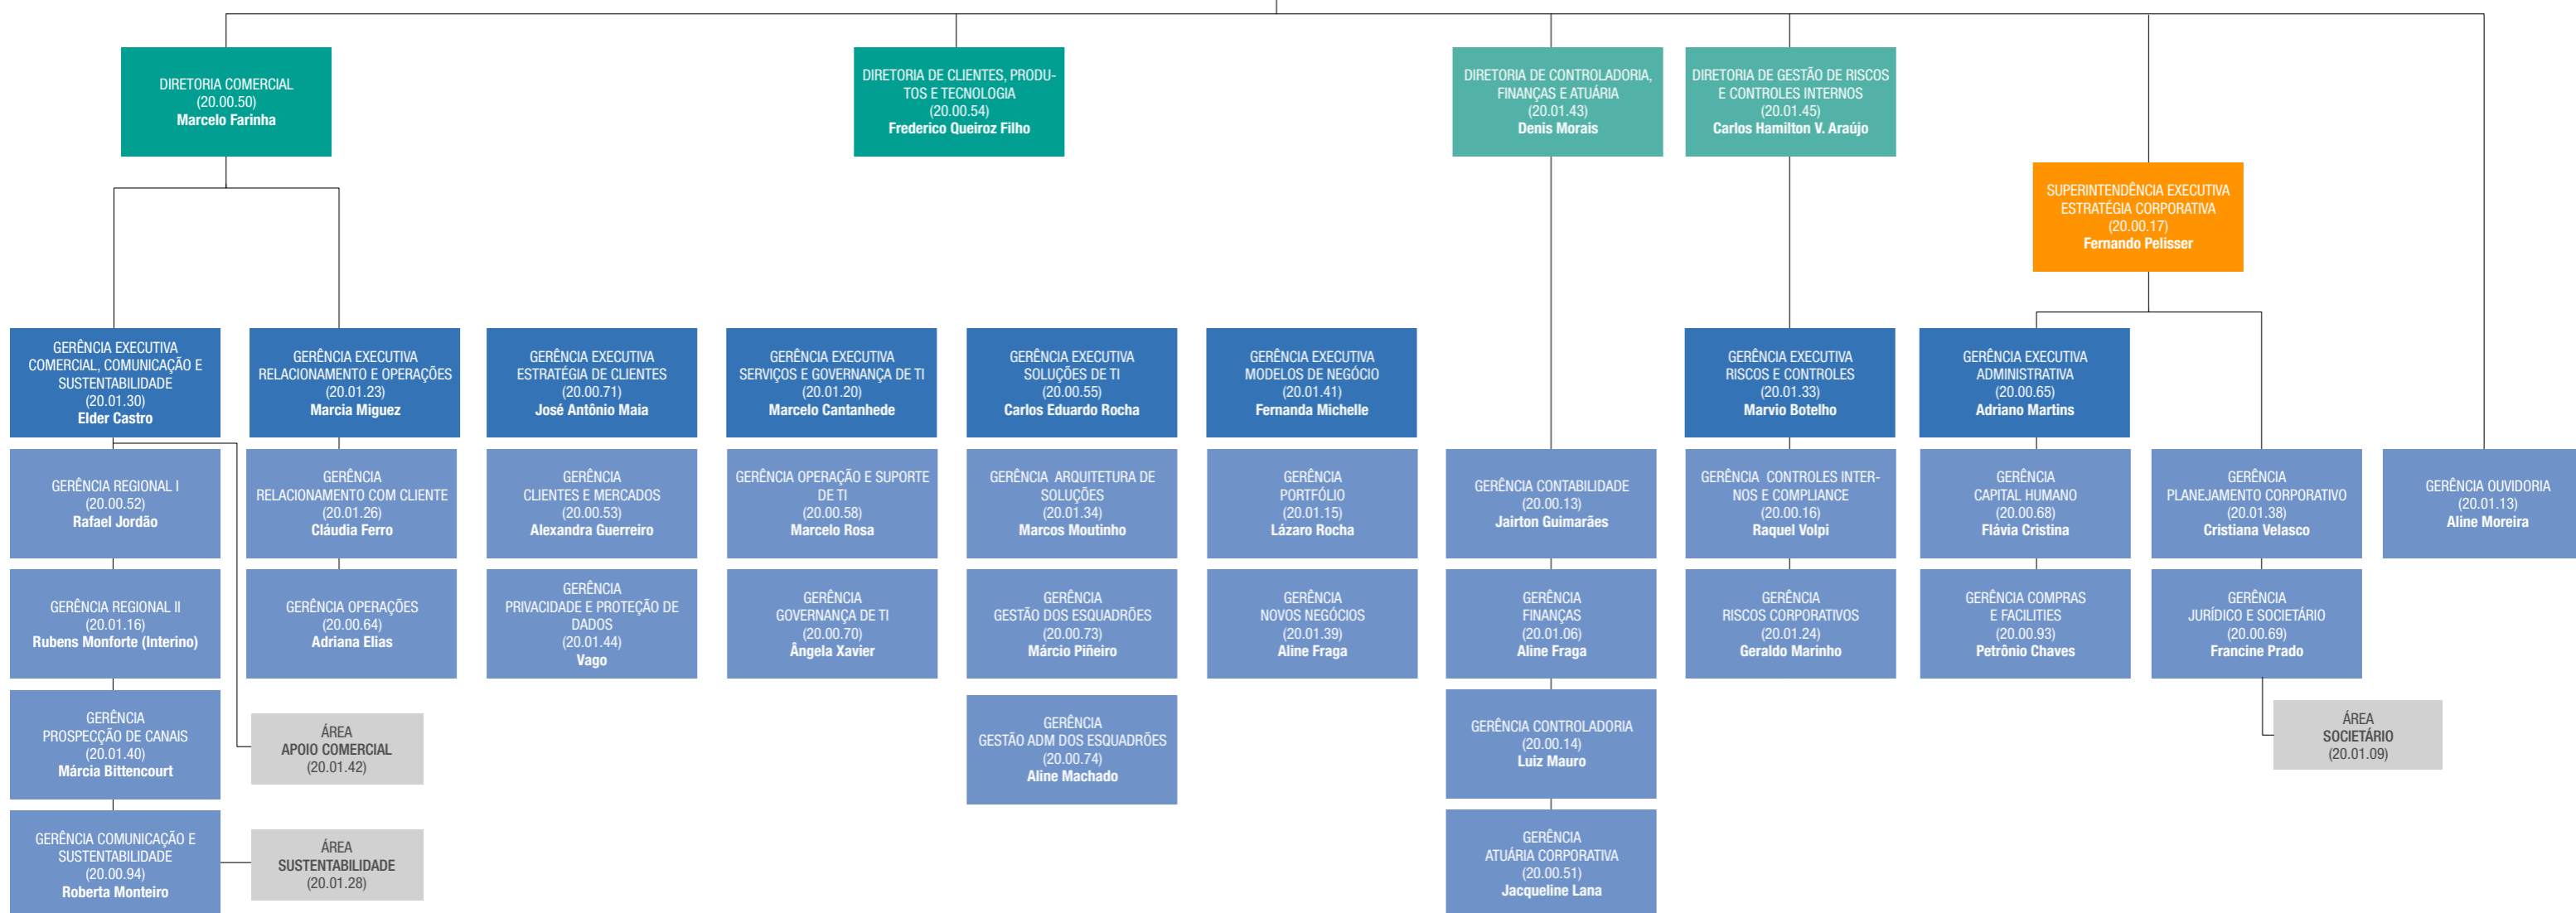 DIRETORIA COMERCIAL
(20.00.50)
Marcelo Farinha
DIRETORIA DE CLIENTES, PRODU-
TOS E TECNOLOGIA
(20.00.54)
Frederico Queiroz Filho
DIRETORIA DE CONTROLADORIA,
FINANÇAS E ATUÁRIA
(20.01.43)
Denis Morais
DIRETORIA DE GESTÃO DE RISCOS
E CONTROLES INTERNOS
(20.01.45)
Carlos Hamilton V. Araújo
SUPERINTENDÊNCIA EXECUTIVA
ESTRATÉGIA CORPORATIVA
(20.00.17)
Fernando Pelisser
GERÊNCIA EXECUTIVA
COMERCIAL, COMUNICAÇÃO E
SUSTENTABILIDADE
(20.01.30)
Elder Castro
GERÊNCIA EXECUTIVA
RELACIONAMENTO E OPERAÇÕES
(20.01.23)
Marcia Miguez
GERÊNCIA EXECUTIVA
ESTRATÉGIA DE CLIENTES
(20.00.71)
José Antônio Maia
GERÊNCIA EXECUTIVA
SERVIÇOS E GOVERNANÇA DE TI
(20.01.20)
Marcelo Cantanhede
GERÊNCIA EXECUTIVA
SOLUÇÕES DE TI
(20.00.55)
Carlos Eduardo Rocha
GERÊNCIA EXECUTIVA
MODELOS DE NEGÓCIO
(20.01.41)
Fernanda Michelle
GERÊNCIA EXECUTIVA
RISCOS E CONTROLES
(20.01.33)
Marvio Botelho
GERÊNCIA EXECUTIVA
ADMINISTRATIVA
(20.00.65)
Adriano Martins
GERÊNCIA REGIONAL I
(20.00.52)
Rafael Jordão
GERÊNCIA
RELACIONAMENTO COM CLIENTE
(20.01.26)
Cláudia Ferro
GERÊNCIA
CLIENTES E MERCADOS
(20.00.53)
Alexandra Guerreiro
GERÊNCIA OPERAÇÃO E SUPORTE
DE TI
(20.00.58)
Marcelo Rosa
GERÊNCIA ARQUITETURA DE
SOLUÇÕES
(20.01.34)
Marcos Moutinho
GERÊNCIA
PORTFÓLIO
(20.01.15)
Lázaro Rocha
GERÊNCIA CONTABILIDADE
(20.00.13)
Jairton Guimarães
GERÊNCIA CONTROLES INTER-
NOS E COMPLIANCE
(20.00.16)
Raquel Volpi
GERÊNCIA
CAPITAL HUMANO
(20.00.68)
Flávia Cristina
GERÊNCIA
PLANEJAMENTO CORPORATIVO
(20.01.38)
Cristiana Velasco
GERÊNCIA OUVIDORIA
(20.01.13)
Aline Moreira
GERÊNCIA REGIONAL II
(20.01.16)
Rubens Monforte (Interino)
GERÊNCIA OPERAÇÕES
(20.00.64)
Adriana Elias
GERÊNCIA
PRIVACIDADE E PROTEÇÃO DE
DADOS
(20.01.44)
Vago
GERÊNCIA
GOVERNANÇA DE TI
(20.00.70)
Ângela Xavier
GERÊNCIA
GESTÃO DOS ESQUADRÕES
(20.00.73)
Márcio Piñeiro
GERÊNCIA
NOVOS NEGÓCIOS
(20.01.39)
Aline Fraga
GERÊNCIA
FINANÇAS
(20.01.06)
Aline Fraga
GERÊNCIA
RISCOS CORPORATIVOS
(20.01.24)
Geraldo Marinho
GERÊNCIA COMPRAS
E FACILITIES
(20.00.93)
Petrônio Chaves
GERÊNCIA
JURÍDICO E SOCIETÁRIO
(20.00.69)
Francine Prado
GERÊNCIA
PROSPECÇÃO DE CANAIS
(20.01.40)
Márcia Bittencourt
ÁREA
APOIO COMERCIAL
(20.01.42)
GERÊNCIA
GESTÃO ADM DOS ESQUADRÕES
(20.00.74)
Aline Machado
GERÊNCIA CONTROLADORIA
(20.00.14)
Luiz Mauro
ÁREA
SOCIETÁRIO
(20.01.09)
GERÊNCIA COMUNICAÇÃO E
SUSTENTABILIDADE
(20.00.94)
Roberta Monteiro
ÁREA
SUSTENTABILIDADE
(20.01.28)
GERÊNCIA
ATUÁRIA CORPORATIVA
(20.00.51)
Jacqueline Lana